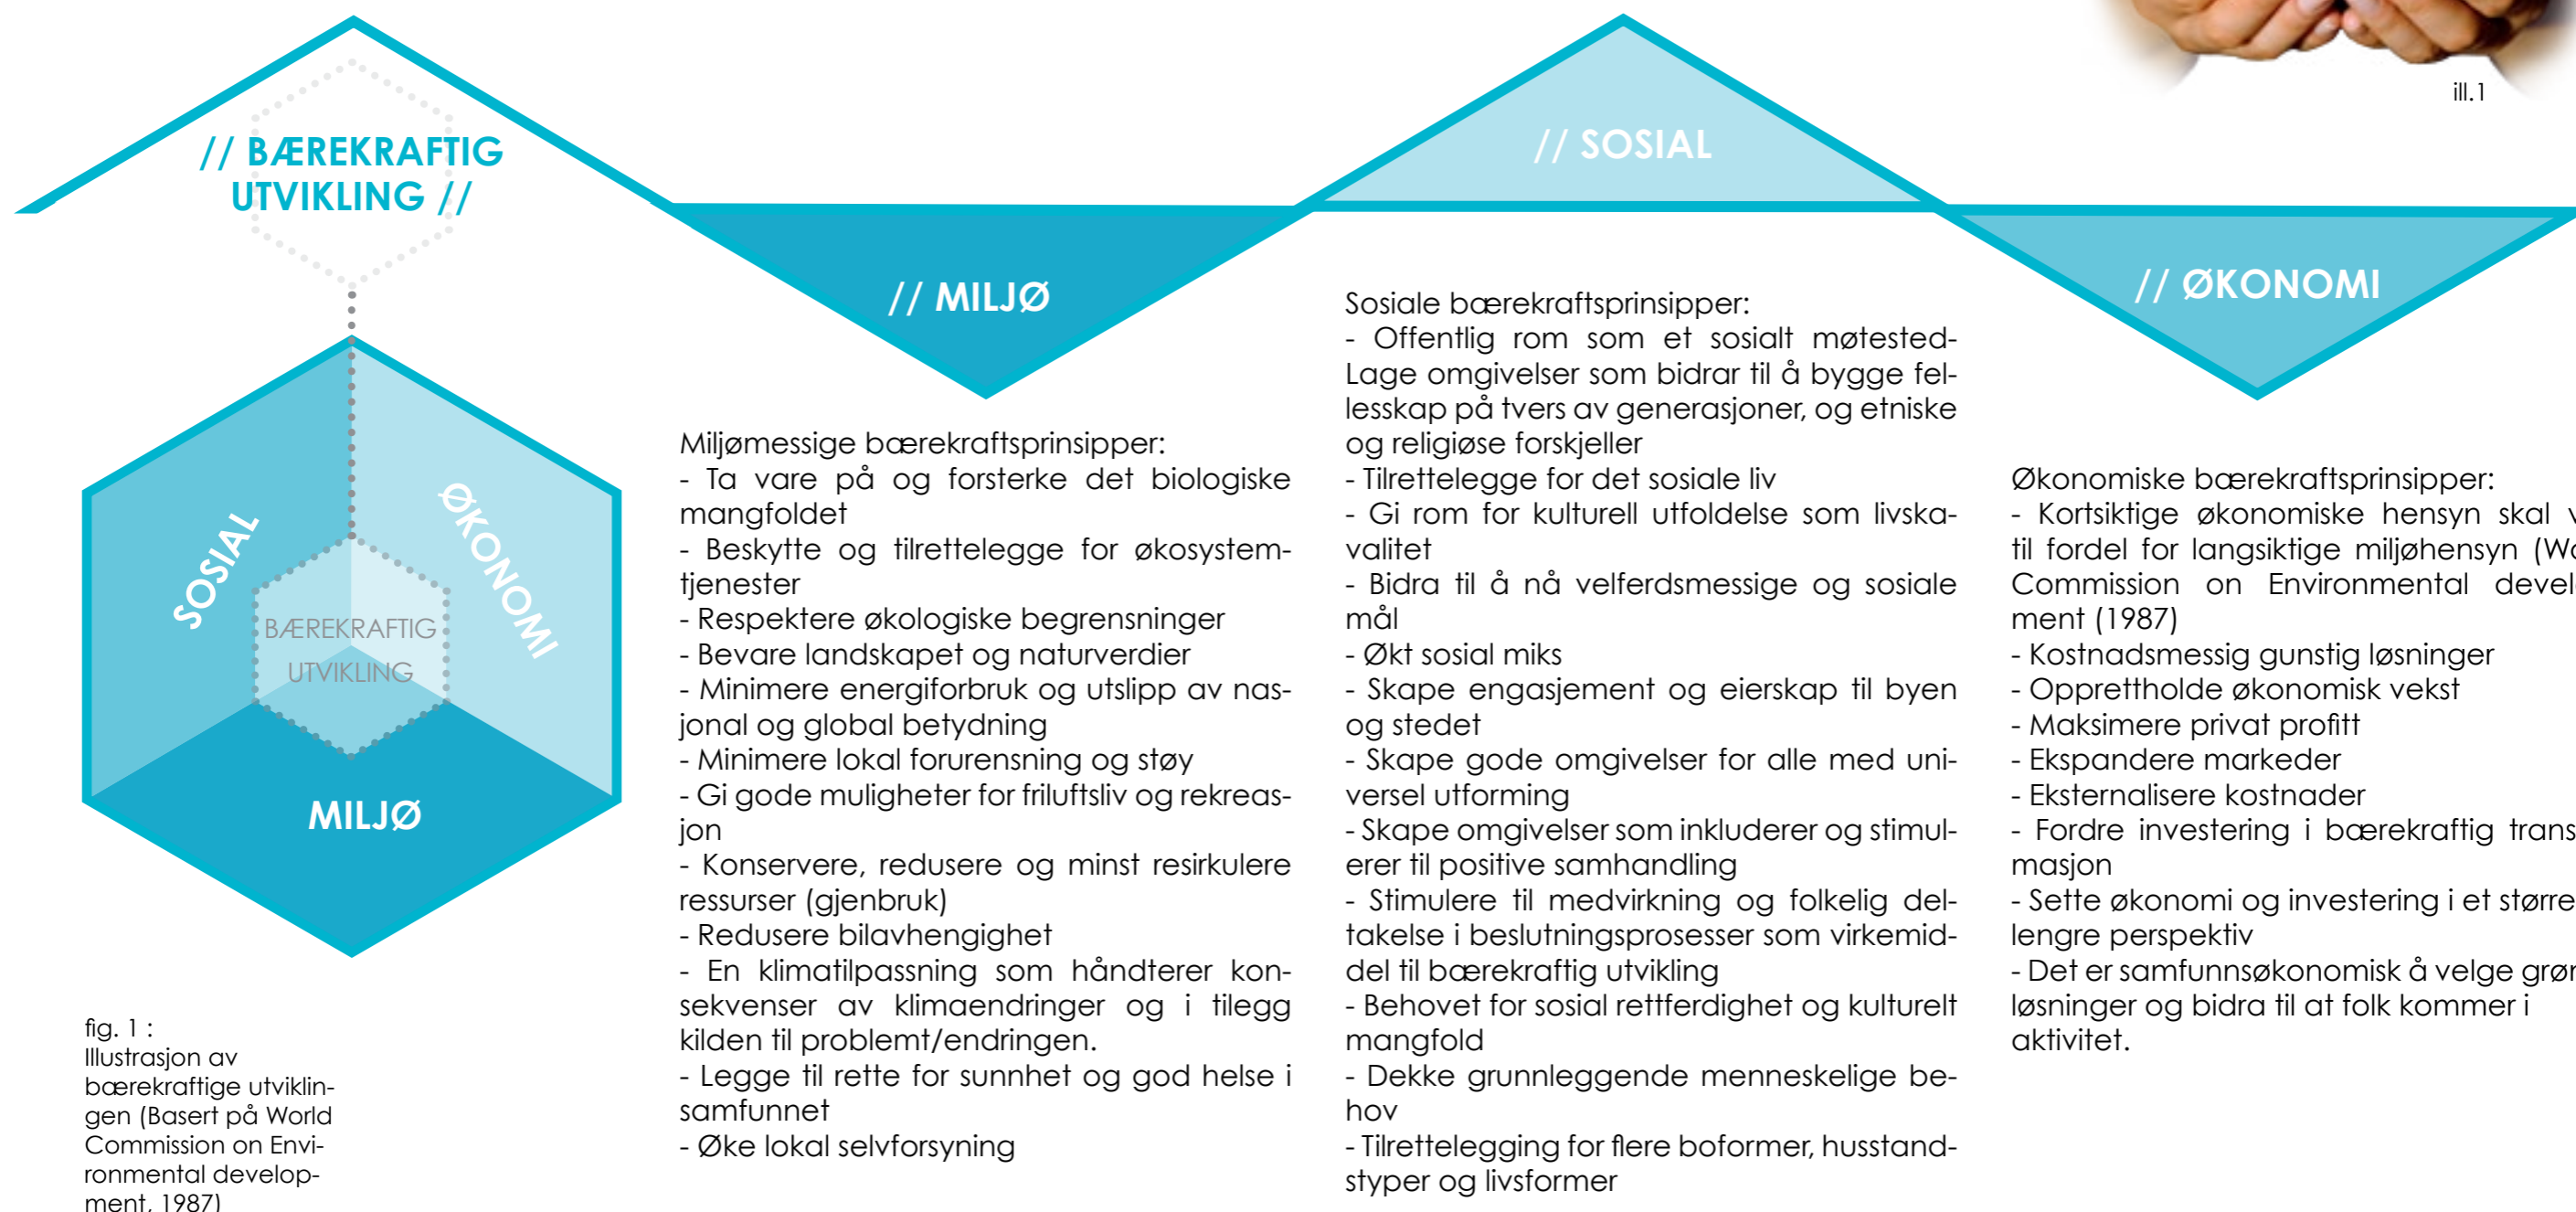 // BÆREKRAFTIG
UTVIKLING //
SOSIAL
ØKONOMI
BÆREKRAFTIG
UTVIKLING
MILJØ
fig. 1 :
Illustrasjon av
bærekraftige utviklin-
gen (Basert på World
Commission on Envi-
ronmental develop-
ment, 1987)
// MILJØ
Miljømessige bærekraftsprinsipper:
- Ta vare på og forsterke det biologiske
mangfoldet
- Beskytte og tilrettelegge for økosystem-
tjenester
- Respektere økologiske begrensninger
- Bevare landskapet og naturverdier
- Minimere energiforbruk og utslipp av nas-
jonal og global betydning
- Minimere lokal forurensning og støy
- Gi gode muligheter for friluftsliv og rekreas-
jon
- Konservere, redusere og minst resirkulere
ressurser (gjenbruk)
- Redusere bilavhengighet
- En klimatilpassning som håndterer kon-
sekvenser av klimaendringer og i tilegg
kilden til problemt/endringen.
- Legge til rette for sunnhet og god helse i
samfunnet
- Øke lokal selvforsyning
// SOSIAL
Sosiale bærekraftsprinsipper:
- Offentlig rom som et sosialt møtested-
Lage omgivelser som bidrar til å bygge fel-
lesskap på tvers av generasjoner, og etniske
og religiøse forskjeller
- Tilrettelegge for det sosiale liv
- Gi rom for kulturell utfoldelse som livska-
valitet
- Bidra til å nå velferdsmessige og sosiale
mål
- Økt sosial miks
- Skape engasjement og eierskap til byen
og stedet
- Skape gode omgivelser for alle med uni-
versel utforming
- Skape omgivelser som inkluderer og stimul-
erer til positive samhandling
- Stimulere til medvirkning og folkelig del-
takelse i beslutningsprosesser som virkemid-
del til bærekraftig utvikling
- Behovet for sosial rettferdighet og kulturelt
mangfold
- Dekke grunnleggende menneskelige be-
hov
- Tilrettelegging for flere boformer, husstand-
styper og livsformer
ill.1
// ØKONOMI
Økonomiske bærekraftsprinsipper:
- Kortsiktige økonomiske hensyn skal
til fordel for langsiktige miljøhensyn
Commission on Environmental
ment (1987)
- Kostnadsmessig gunstig løsninger
- Opprettholde økonomisk vekst
- Maksimere privat profitt
- Ekspandere markeder
- Eksternalisere kostnader
- Fordre investering i bærekraftig
masjon
- Sette økonomi og investering i et større
lengre perspektiv
- Det er samfunnsøkonomisk å velge
løsninger og bidra til at folk kommer i
aktivitet.